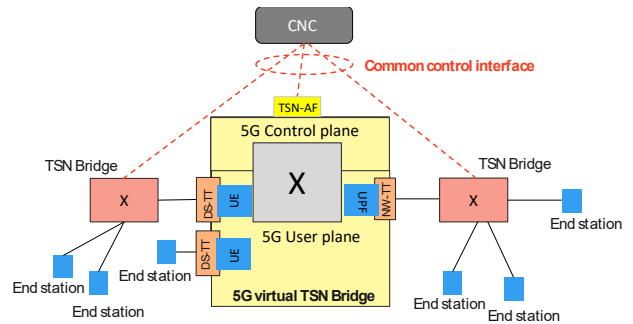 CNC
Common control interface
TSN-AF
5G Control plane
TSN Bridge
TSN Bridge
X
X
X
DS-TT
UE
UPF
NW-TT
5G User plane
End station
DS-TT
UE
End station
End station
End station
5G virtual TSN Bridge
End station
End station
End station